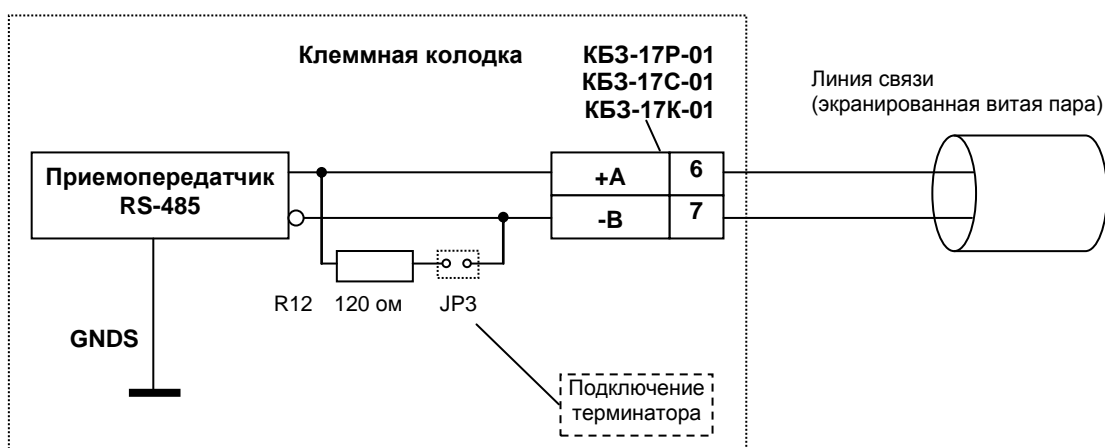 Клеммная колодка
КБЗ-17Р-01
КБЗ-17С-01
КБЗ-17К-01
Линия связи
(экранированная витая пара)
Приемопередатчик
RS-485
+A
6
-B
7
R12
120 ом
JP3
GNDS
Подключение
терминатора